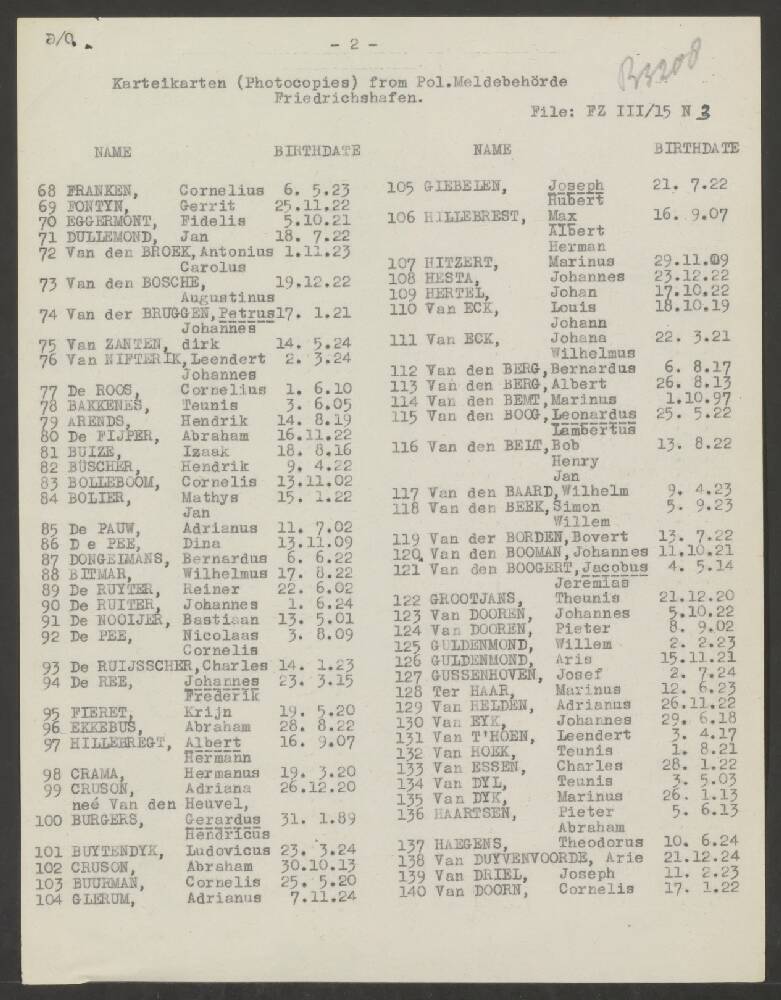 D/O.
- 2 -
R3208
Karteikarten (Photocopies) from Pol.Meldebehörde
Friedrichshafen.
File: FZ III/15 N 3
NAME BIRTHDATE
68 FRANKEN, Cornelius 6. 5.23
69 FONTYN, Gerrit 25.11.22
70 EGGERMONT, Fidelis 5.10.21
71 DULLEMOND, Jan 18. 7.22
72 Van den BROEK, Antonius 1.11.23
Carolus
73 Van den BOSCHE, 19.12.22
Augustinus
74 Van der BRUGGEN, Petrus 17. 1.21
Johannes
75 Van ZANTEN, dirk 14. 5.24
76 Van NIFTERIK, Leendert 2. 3.24
Johannes
77 De ROOS, Cornelius 1. 6.10
78 BAKKENES, Teunis 3. 6.05
79 ARENDS, Hendrik 14. 8.19
80 De FIJPER, Abraham 16.11.22
81 BUIZE, Izaak 18. 8.16
82 BÜSCHER, Hendrik 9. 4.22
83 BOLLEBOOM, Cornelis 13.11.02
84 BOLIER, Mathys 15. 1.22
Jan
85 De PAUW, Adrianus 11. 7.02
86 D e PEE, Dina 13.11.09
87 DONGEIMANS, Bernardus 6. 6.22
88 BITMAR, Wilhelmus 17. 8.22
89 De RUYTER, Reiner 22. 6.02
90 De RUITER, Johannes 1. 6.24
91 De NOOIJER, Bastiaan 13. 5.01
92 De PEE, Nicolaas 3. 8.09
Cornelis
93 De RUIJSSCHER, Charles 14. 1.23
94 De REE, Johannes 23. 3.15
Frederik
95 FIERET, Krijn 19. 5.20
96 EKKEBUS, Abraham 28. 8.22
97 HILLEBREGT, Albert 16. 9.07
Hermann
98 CRAMA, Hermanus 19. 3.20
99 CRUSON, Adriana 26.12.20
neé Van den Heuvel,
100 BURGERS, Gerardus 31. 1.89
Hendricus
101 BUYTENDYK, Ludovicus 23. 3.24
102 CRUSON, Abraham 30.10.13
103 BUURMAN, Cornelis 25. 5.20
104 GLERUM, Adrianus 7.11.24
NAME BIRTHDATE
105 GIEBELEN, Joseph 21. 7.22
Hubert
106 HILLEBREST, Max 16. 9.07
Albert
Herman
107 HITZERT, Marinus 29.11.09
108 HESTA, Johannes 23.12.22
109 HERTEL, Johan 17.10.22
110 Van ECK, Louis 18.10.19
Johann
111 Van ECK, Johana 22. 3.21
Wilhelmus
112 Van den BERG, Bernardus 6. 8.17
113 Van den BERG, Albert 26. 8.13
114 Van den BEMT, Marinus 1.10.97
115 Van den BOOG, Leonardus 25. 5.22
Lambertus
116 Van den BELT, Bob 13. 8.22
Henry
Jan
117 Van den BAARD, Wilhelm 9. 4.23
118 Van den BEEK, Simon 5. 9.23
Willem
119 Van der BORDEN, Bovert 13. 7.22
120 Van den BOOMAN, Johannes 11.10.21
121 Van den BOOGERT, Jacobus 4. 5.14
Jeremias
122 GROOTJANS, Theunis 21.12.20
123 Van DOOREN, Johannes 5.10.22
124 Van DOOREN, Pieter 8. 9.02
125 GULDENMOND, Willem 2. 2.23
126 GULDENMOND, Aris 15.11.21
127 GUSSENHOVEN, Josef 2. 7.24
128 Ter HAAR, Marinus 12. 6.23
129 Van HELDEN, Adrianus 26.11.22
130 Van EYK, Johannes 29. 6.18
131 Van T'HOEN, Leendert 3. 4.17
132 Van HOEK, Teunis 1. 8.21
133 Van ESSEN, Charles 28. 1.22
134 Van DYL, Teunis 3. 5.03
135 Van DYK, Marinus 26. 1.13
136 HAARTSEN, Pieter 5. 6.13
Abraham
137 HAEGENS, Theodorus 10. 6.24
138 Van DUYVENVOORDE, Arie 21.12.24
139 Van DRIEL, Joseph 11. 2.23
140 Van DOORN, Cornelis 17. 1.22